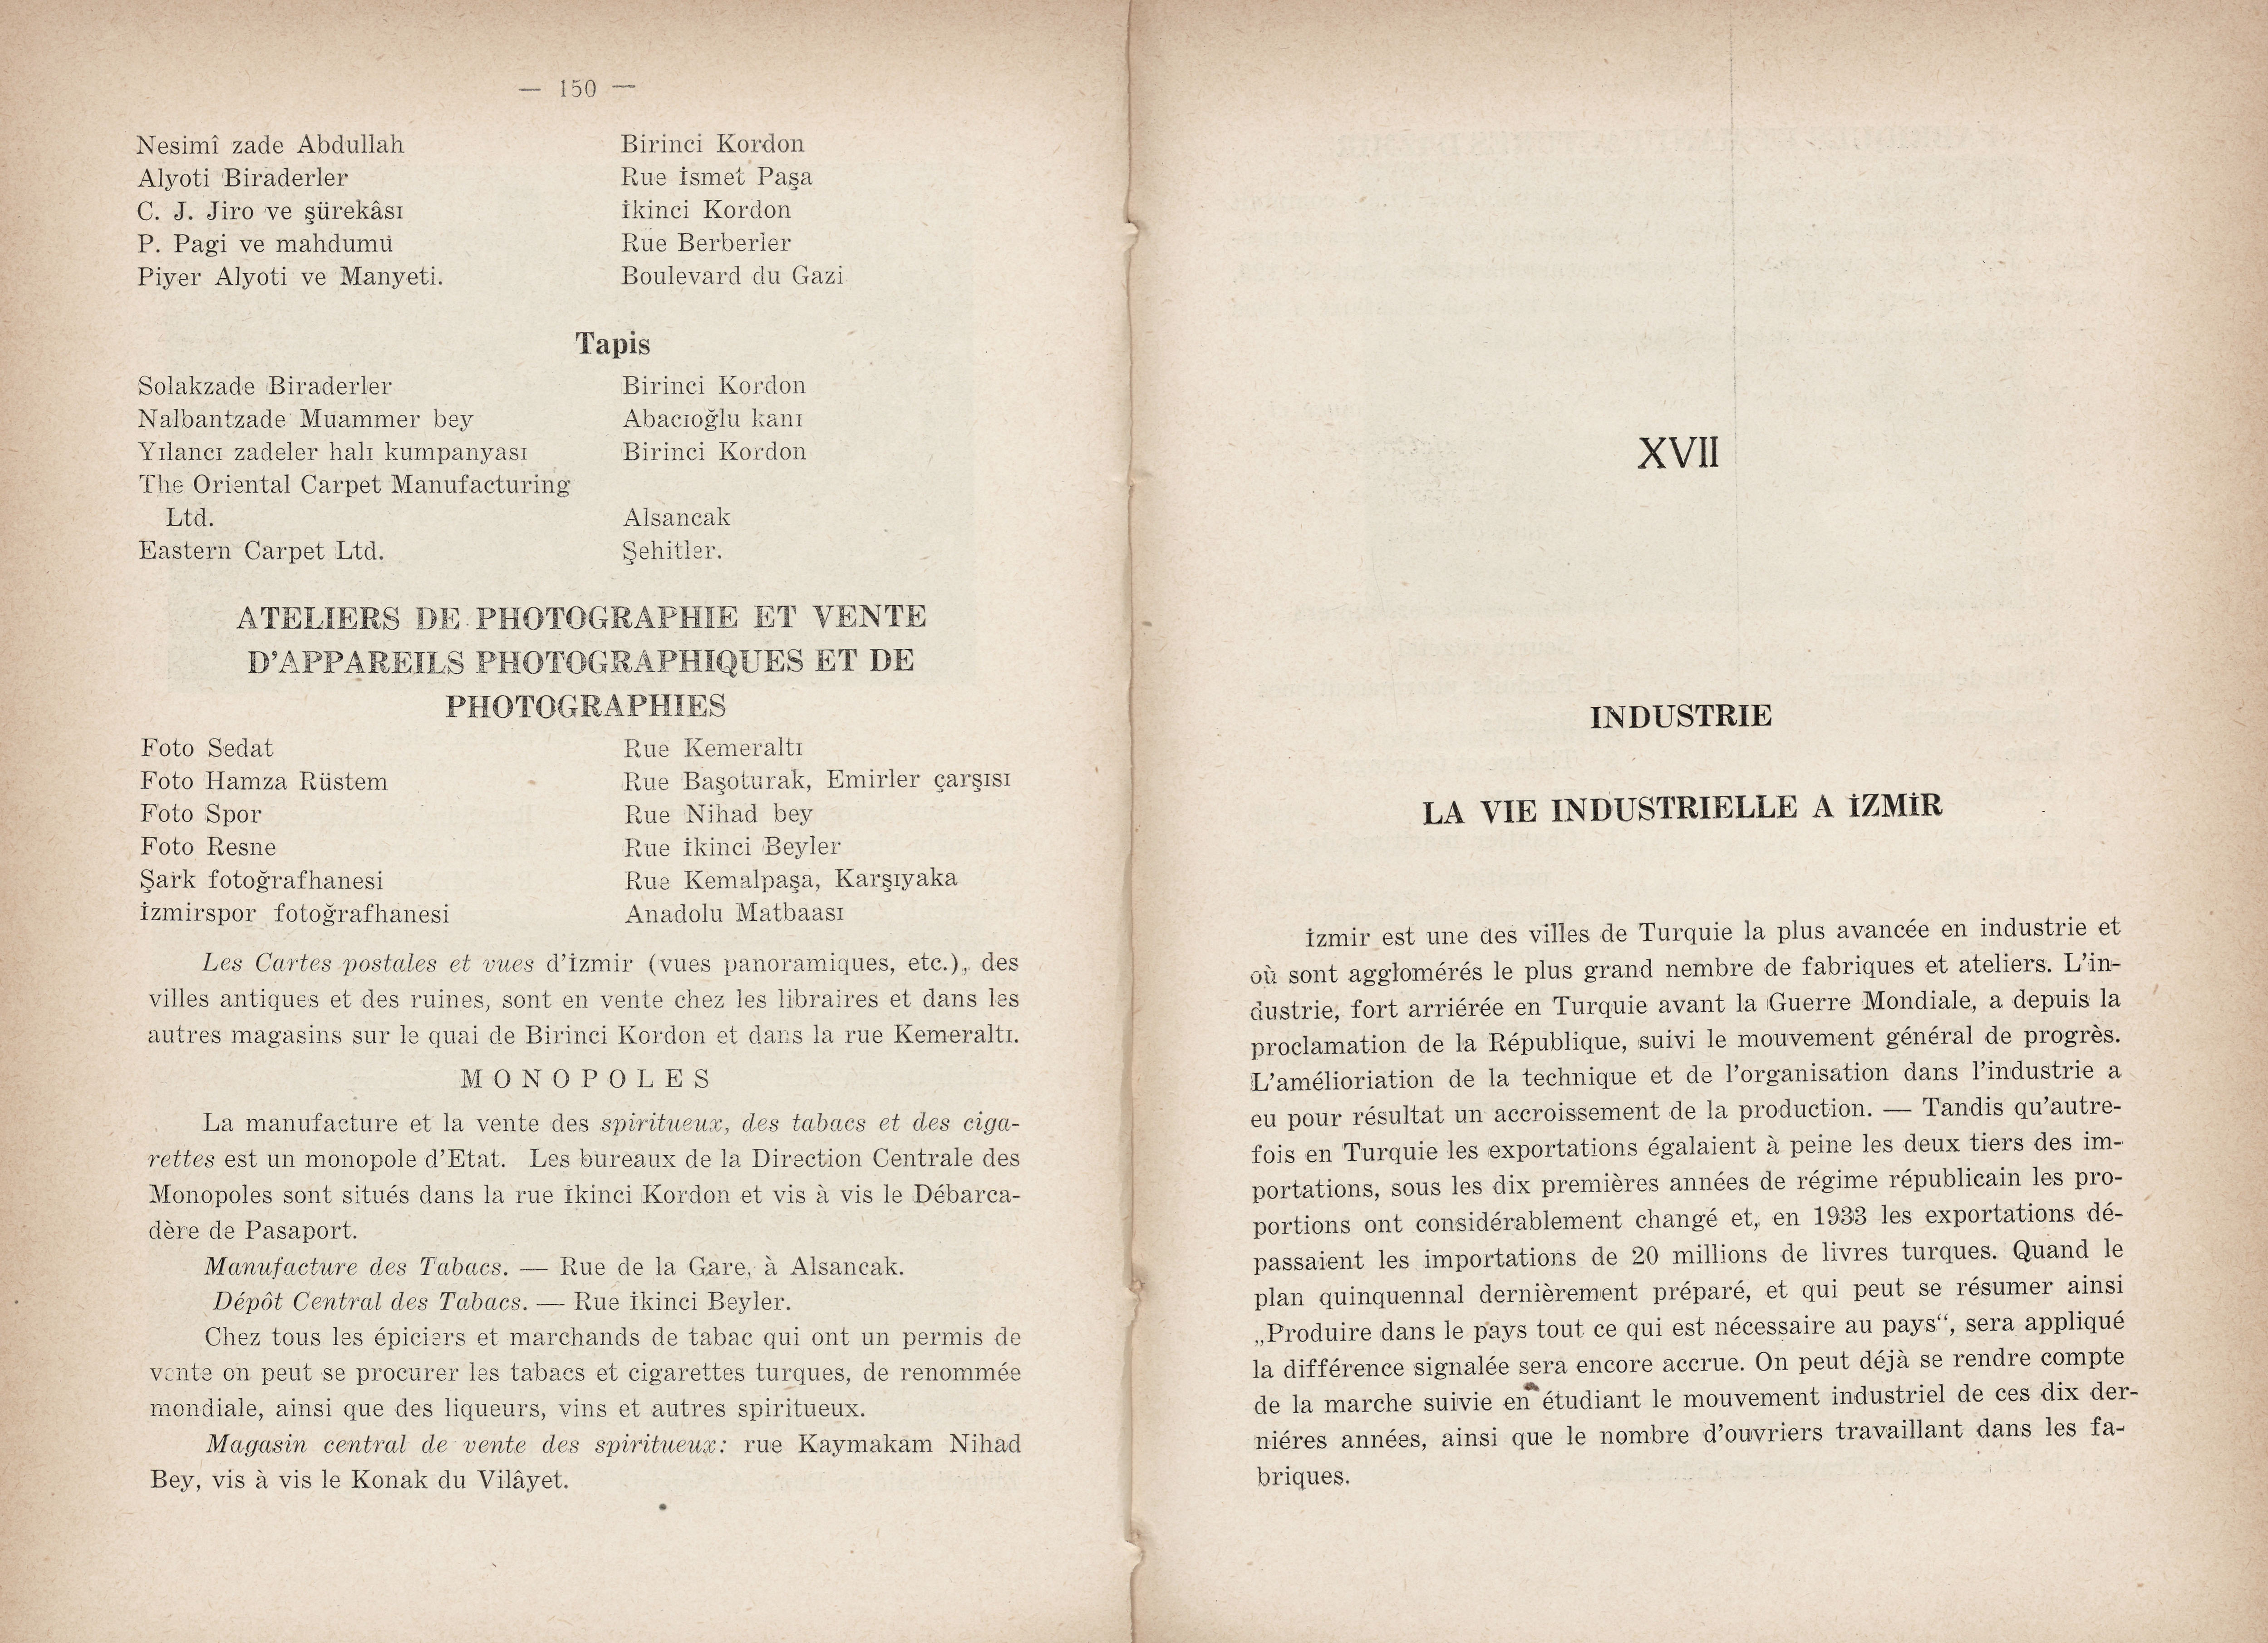 — 150 —
Nesimî zade Abdullah Birinci Kordon
Alyoti Biraderler Rue İsmet Paşa
C. J. Jiro ve şürekâsı İkinci Kordon
P. Pagi ve mahdumu Rue Berberler
Piyer Alyoti ve Manyeti. Boulevard du Gazi
Tapis
Solakzade Biraderler Birinci Kordon
Nalbantzade Muammer bey Abacıoğlu kanı
Yılancı zadeler halı kumpanyası Birinci Kordon
The Oriental Carpet Manufacturing
Ltd. Alsancak
Eastern Carpet Ltd. Şehitler.
ATELIERS DE PHOTOGRAPHIE ET VENTE
D'APPAREILS PHOTOGRAPHIQUES ET DE
PHOTOGRAPHIES
Foto Sedat Rue Kemeraltı
Foto Hamza Rüstem Rue Başoturak, Emirler çarşısı
Foto Spor Rue Nihad bey
Foto Resne Rue İkinci Beyler
Şark fotoğrafhanesi Rue Kemalpaşa, Karşıyaka
İzmirspor fotoğrafhanesi Anadolu Matbaası
Les Cartes postales et vues d'İzmir (vues panoramiques, etc.), des
villes antiques et des ruines, sont en vente chez les libraires et dans les
autres magasins sur le quai de Birinci Kordon et dans la rue Kemeraltı.
MONOPOLES
La manufacture et la vente des spiritueux, des tabacs et des ciga-
rettes est un monopole d'Etat. Les bureaux de la Direction Centrale des
Monopoles sont situés dans la rue İkinci Kordon et vis à vis le Débarca-
dère de Pasaport.
Manufacture des Tabacs. — Rue de la Gare, à Alsancak.
Dépôt Central des Tabacs. — Rue İkinci Beyler.
Chez tous les épiciers et marchands de tabac qui ont un permis de
vente on peut se procurer les tabacs et cigarettes turques, de renommée
mondiale, ainsi que des liqueurs, vins et autres spiritueux.
Magasin central de vente des spiritueux: rue Kaymakam Nihad
Bey, vis à vis le Konak du Vilâyet.
XVII
INDUSTRIE
LA VIE INDUSTRIELLE A İZMİR
İzmir est une des villes de Turquie la plus avancée en industrie et
où sont agglomérés le plus grand nembre de fabriques et ateliers. L'in-
dustrie, fort arriérée en Turquie avant la Guerre Mondiale, a depuis la
proclamation de la République, suivi le mouvement général de progrès.
L'amélioriation de la technique et de l'organisation dans l'industrie a
eu pour résultat un accroissement de la production. — Tandis qu'autre-
fois en Turquie les exportations égalaient à peine les deux tiers des im-
portations, sous les dix premières années de régime républicain les pro-
portions ont considérablement changé et, en 1933 les exportations dé-
passaient les importations de 20 millions de livres turques. Quand le
plan quinquennal dernièrement préparé, et qui peut se résumer ainsi
„Produire dans le pays tout ce qui est nécessaire au pays“, sera appliqué
la différence signalée sera encore accrue. On peut déjà se rendre compte
de la marche suivie en étudiant le mouvement industriel de ces dix der-
niéres années, ainsi que le nombre d'ouvriers travaillant dans les fa-
briques.